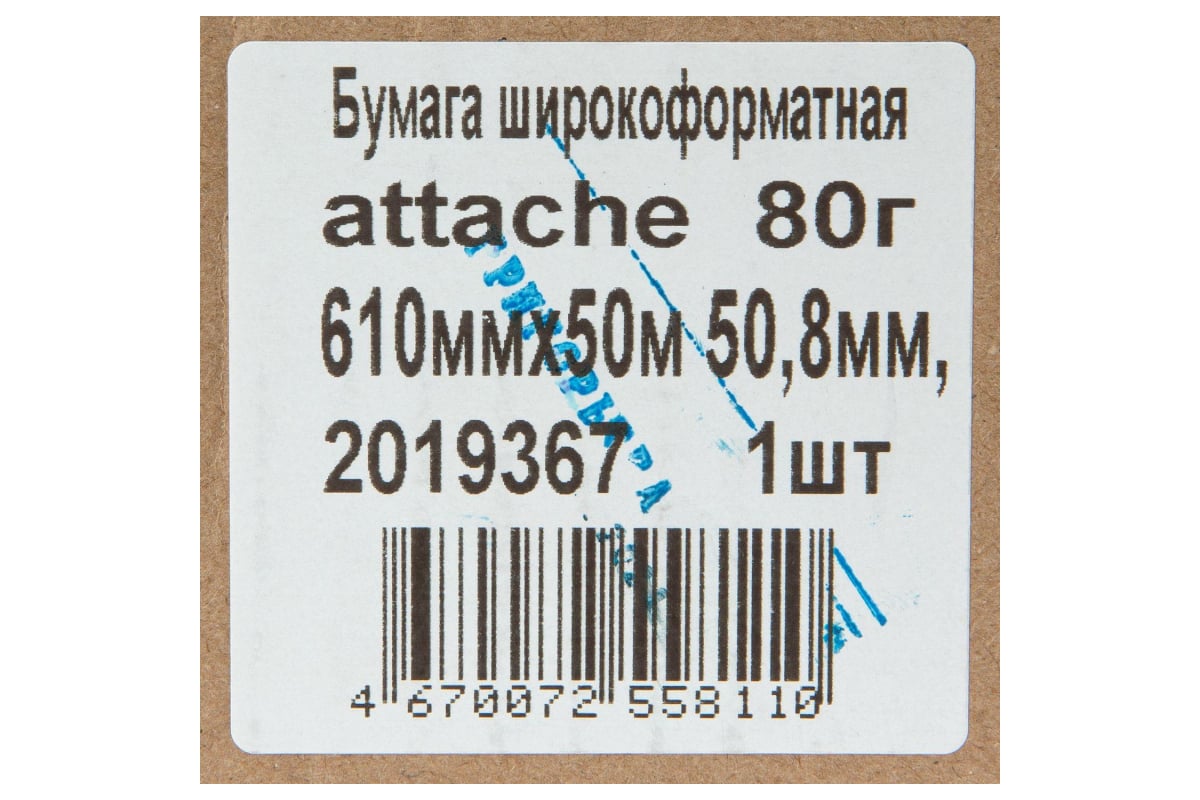 Бумага широкоформатная
attache 80г
610ммх50м 50,8мм,
2019367 1шт
4 670072 558110